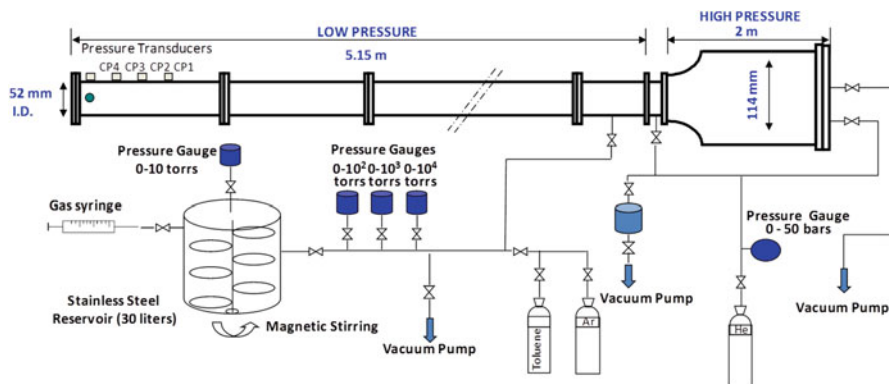 LOW PRESSURE
5.15 m
HIGH PRESSURE
2 m
Pressure Transducers
CP4 CP3 CP2 CP1
52 mm
I.D.
114 mm
Pressure Gauge
0-10 torrs
Pressure Gauges
0-10² 0-10³ 0-10⁴
torrs torrs torrs
Gas syringe
Pressure Gauge
0 - 50 bars
Stainless Steel
Reservoir (30 liters)
Magnetic Stirring
Vacuum Pump
Toluene
Ar
Vacuum Pump
He
Vacuum Pump